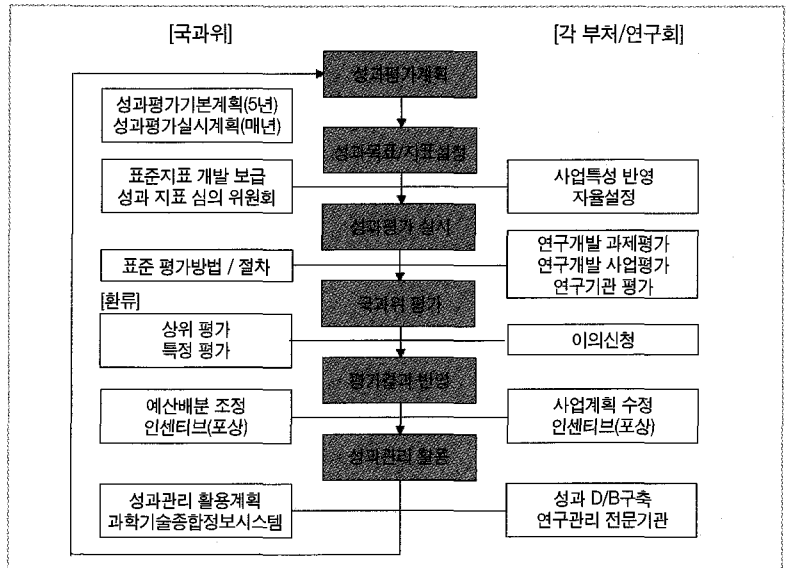 [국과위]
[각 부처/연구회]
성과평가계획
성과평가기본계획(5년)
성과평가실시계획(매년)
성과목표/지표설정
표준지표 개발 보급
성과 지표 심의 위원회
사업특성 반영
자율설정
성과평가 실시
표준 평가방법 / 절차
연구개발 과제평가
연구개발 사업평가
연구기관 평가
[환류]
국과위 평가
상위 평가
특정 평가
이의신청
평가결과 반영
예산배분 조정
인센티브(포상)
사업계획 수정
인센티브(포상)
성과관리 활용
성과관리 활용계획
과학기술종합정보시스템
성과 D/B구축
연구관리 전문기관